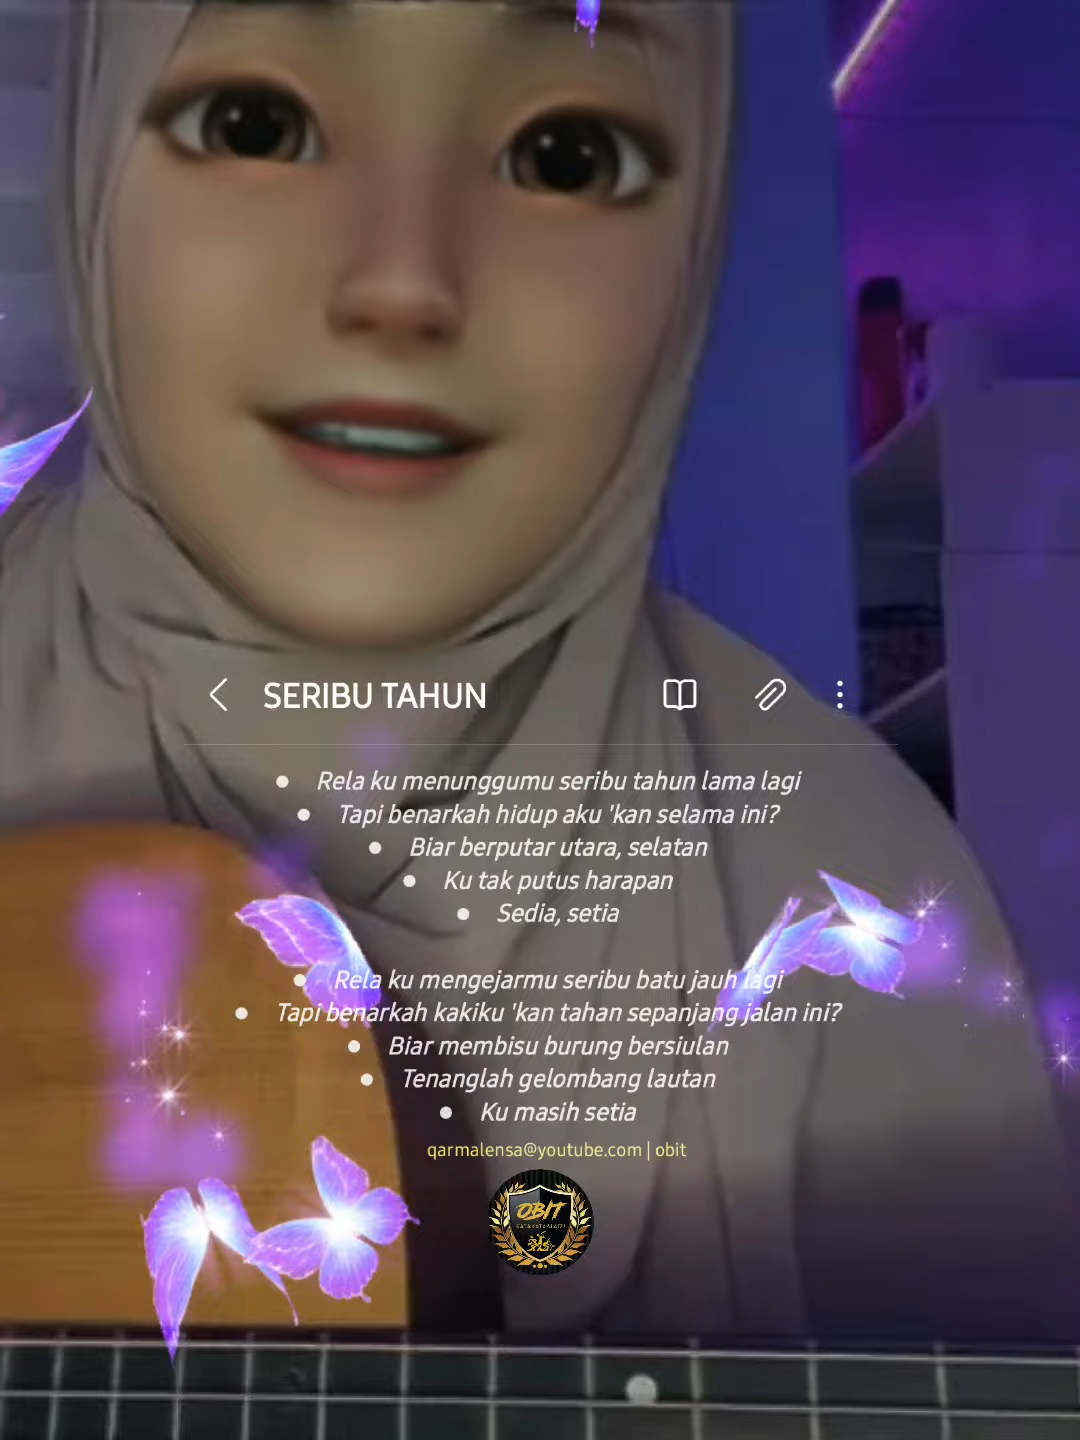 SERIBU TAHUN
Rela ku menunggumu seribu tahun lama lagi
Tapi benarkah hidup aku 'kan selama ini?
Biar berputar utara, selatan
Ku tak putus harapan
Sedia, setia
Rela ku mengejarmu seribu batu jauh lagi
Tapi benarkah kakiku 'kan tahan sepanjang jalan ini?
Biar membisu burung bersiulan
Tenanglah gelombang lautan
Ku masih setia
qarmalensa@youtube.com | obit
OBIT